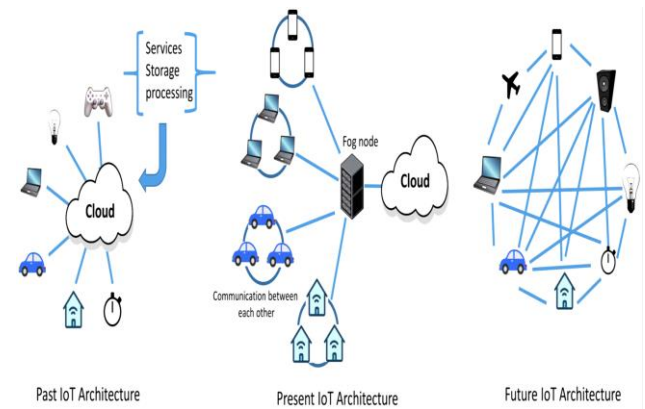 Services
Storage
processing
Cloud
Past IoT Architecture
Fog node
Cloud
Communication between
each other
Present IoT Architecture
Future IoT Architecture